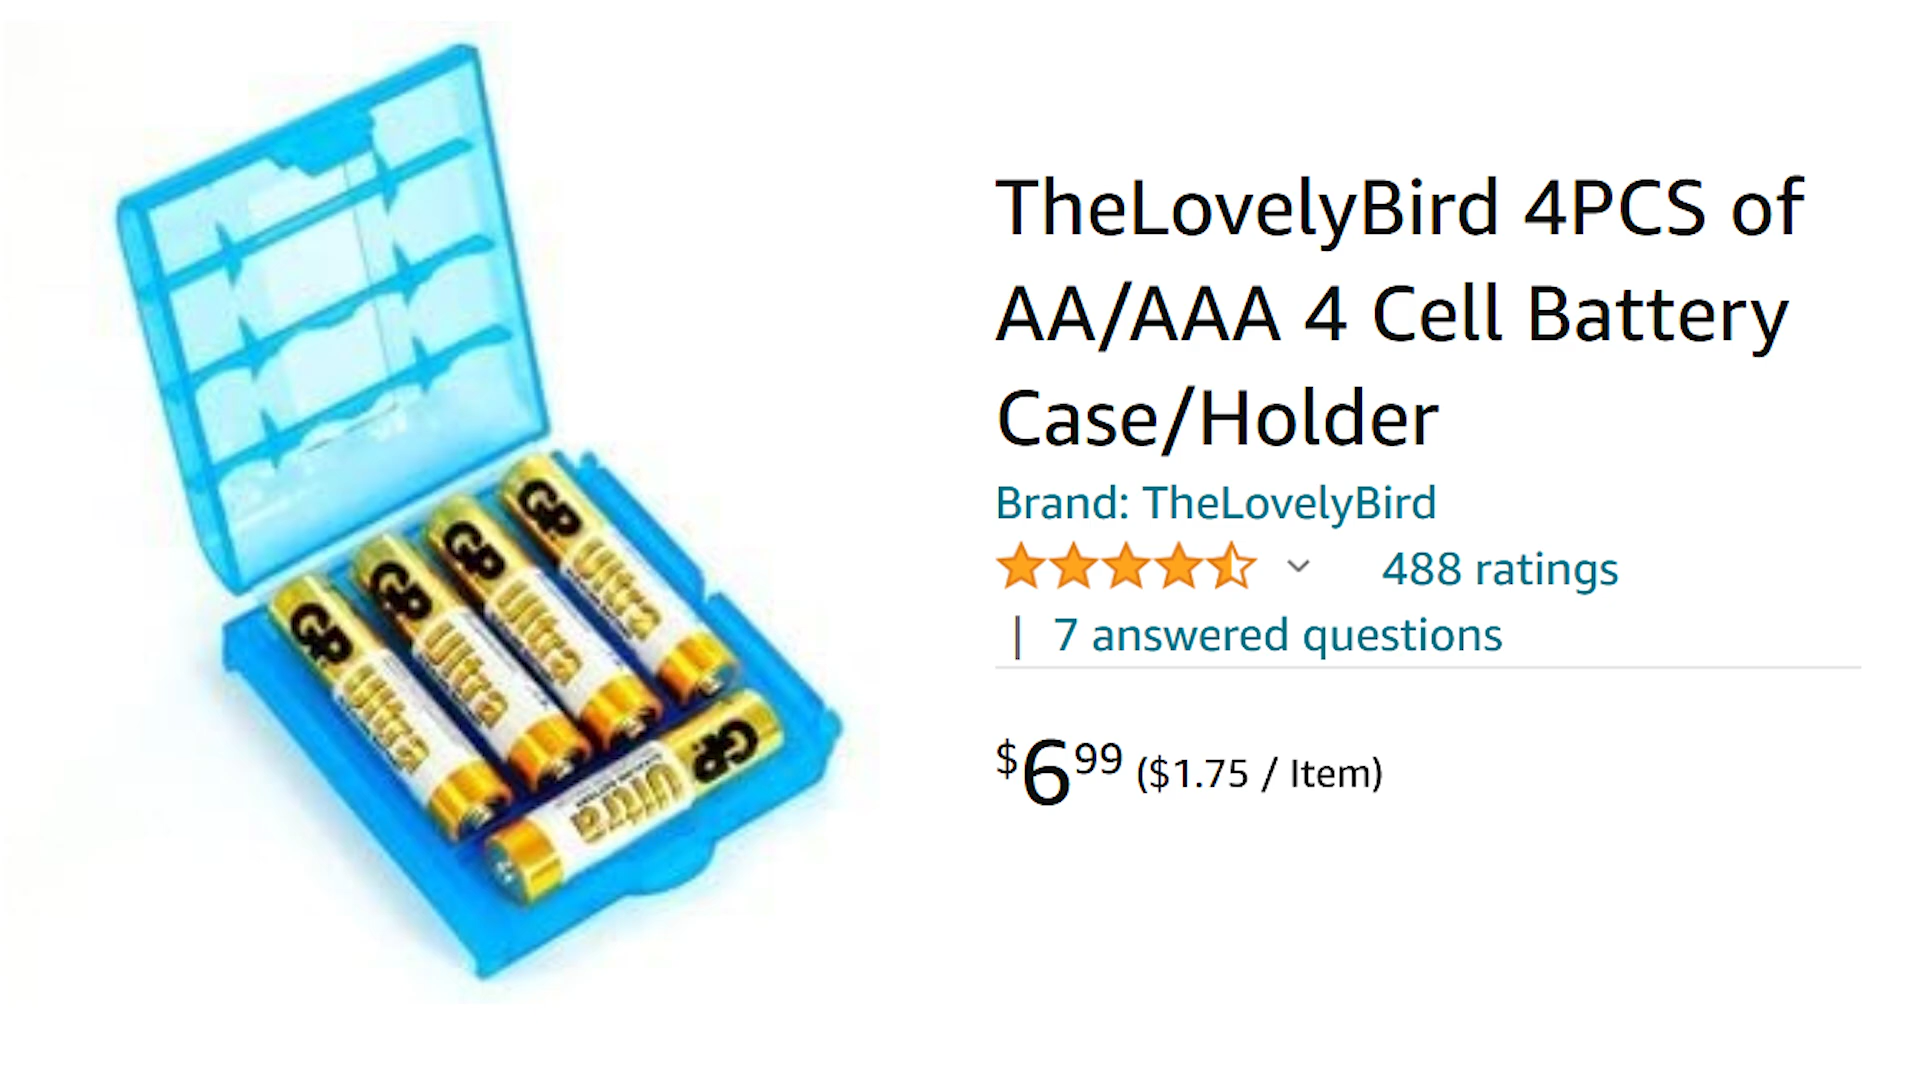 TheLovelyBird 4PCS of
AA/AAA 4 Cell Battery
Case/Holder
Brand: TheLovelyBird
488 ratings
| 7 answered questions
$699 ($1.75 / Item)
GP Ultra
GP Ultra
GP Ultra
GP Ultra
GP Ultra